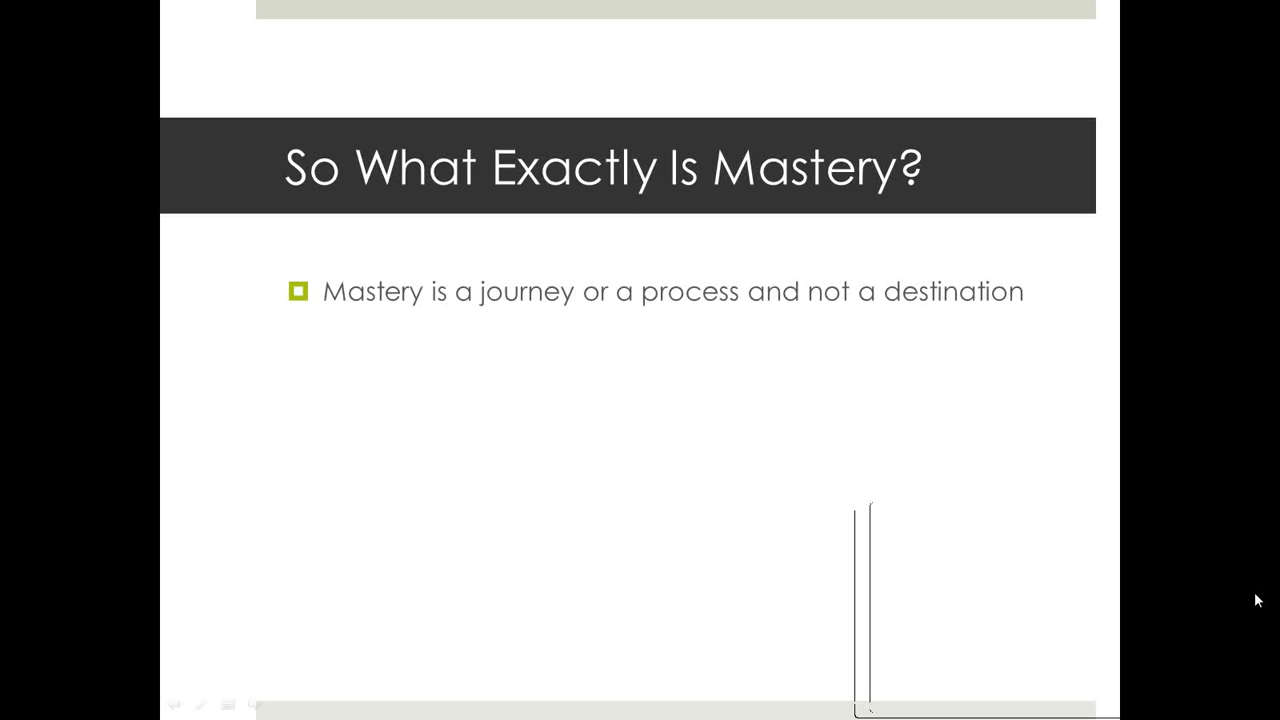 So What Exactly Is Mastery?
Mastery is a journey or a process and not a destination